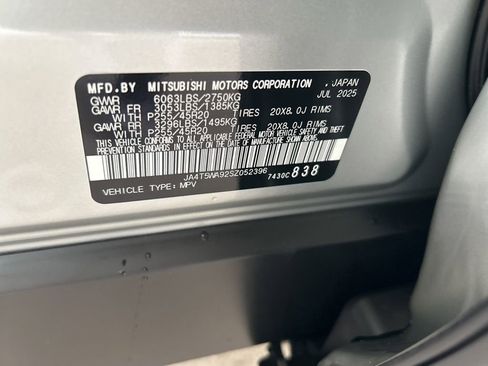 MFD.BY MITSUBISHI MOTORS CORPORATION , JAPAN
GVWR 6063LBS/2750KG JUL 2025
GAWR FR 3053LBS/1385KG
WITH P255/45R20 TIRES 20X8.0J RIMS
GAWR RR 3296LBS/1495KG
WITH P255/45R20 TIRES 20X8.0J RIMS
THIS VEHICLE CONFORMS TO ALL APPLICABLE FEDERAL MOTOR VEHICLE SAFETY AND THEFT
PREVENTION STANDARDS IN EFFECT ON THE DATE OF MANUFACTURE SHOWN ABOVE.
JA4T5WA92SZ052396 7430C 838
VEHICLE TYPE: MPV